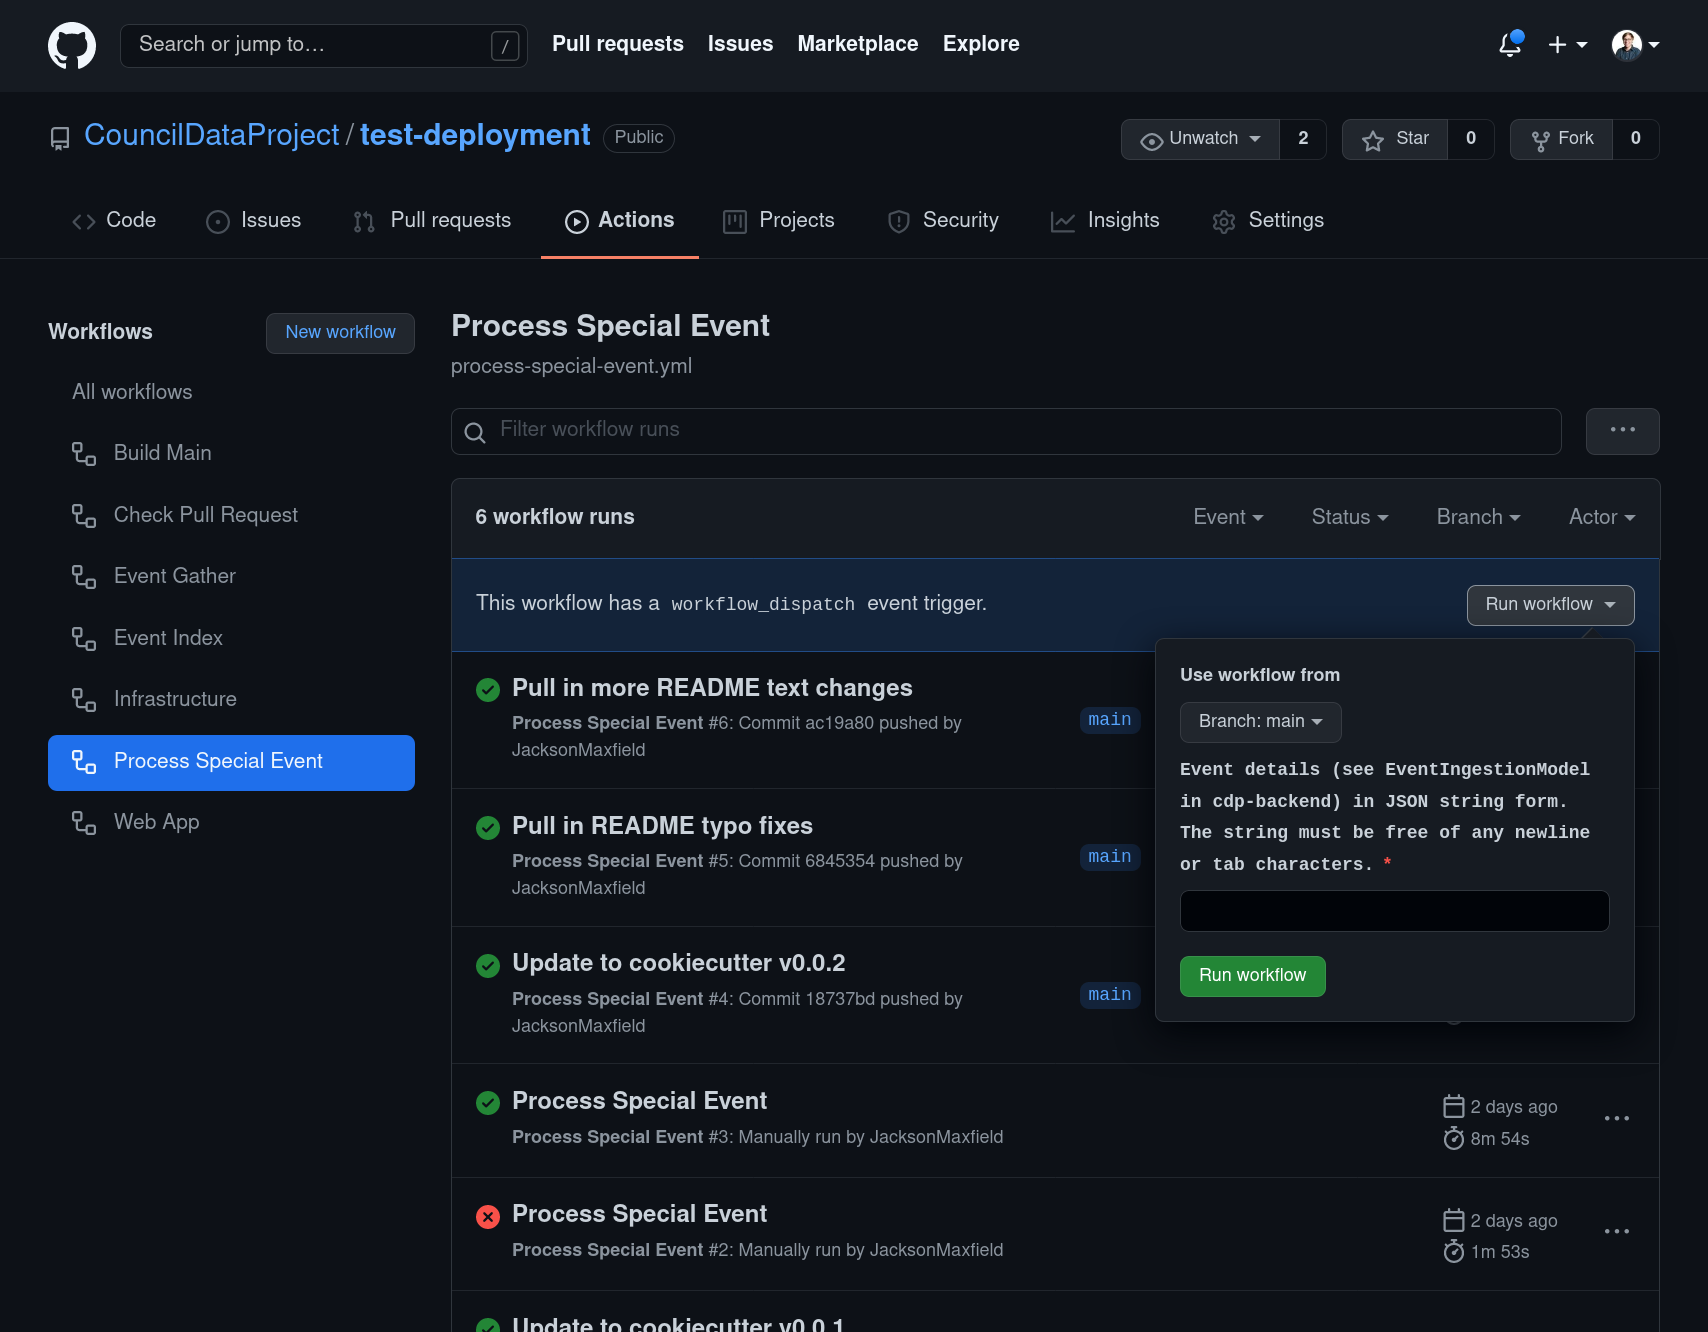 Search or jump to…
/
Pull requests
Issues
Marketplace
Explore
CouncilDataProject / test-deployment
Public
Unwatch
2
Star
0
Fork
0
Code
Issues
Pull requests
Actions
Projects
Security
Insights
Settings
Workflows
New workflow
All workflows
Build Main
Check Pull Request
Event Gather
Event Index
Infrastructure
Process Special Event
Web App
Process Special Event
process-special-event.yml
Filter workflow runs
6 workflow runs
Event
Status
Branch
Actor
This workflow has a workflow_dispatch event trigger.
Run workflow
Use workflow from
Branch: main
Event details (see EventIngestionModel
in cdp-backend) in JSON string form.
The string must be free of any newline
or tab characters. *
Run workflow
Pull in more README text changes
Process Special Event #6: Commit ac19a80 pushed by
JacksonMaxfield
main
Pull in README typo fixes
Process Special Event #5: Commit 6845354 pushed by
JacksonMaxfield
main
Update to cookiecutter v0.0.2
Process Special Event #4: Commit 18737bd pushed by
JacksonMaxfield
main
Process Special Event
Process Special Event #3: Manually run by JacksonMaxfield
2 days ago
8m 54s
Process Special Event
Process Special Event #2: Manually run by JacksonMaxfield
2 days ago
1m 53s
Update to cookiecutter v0.0.1